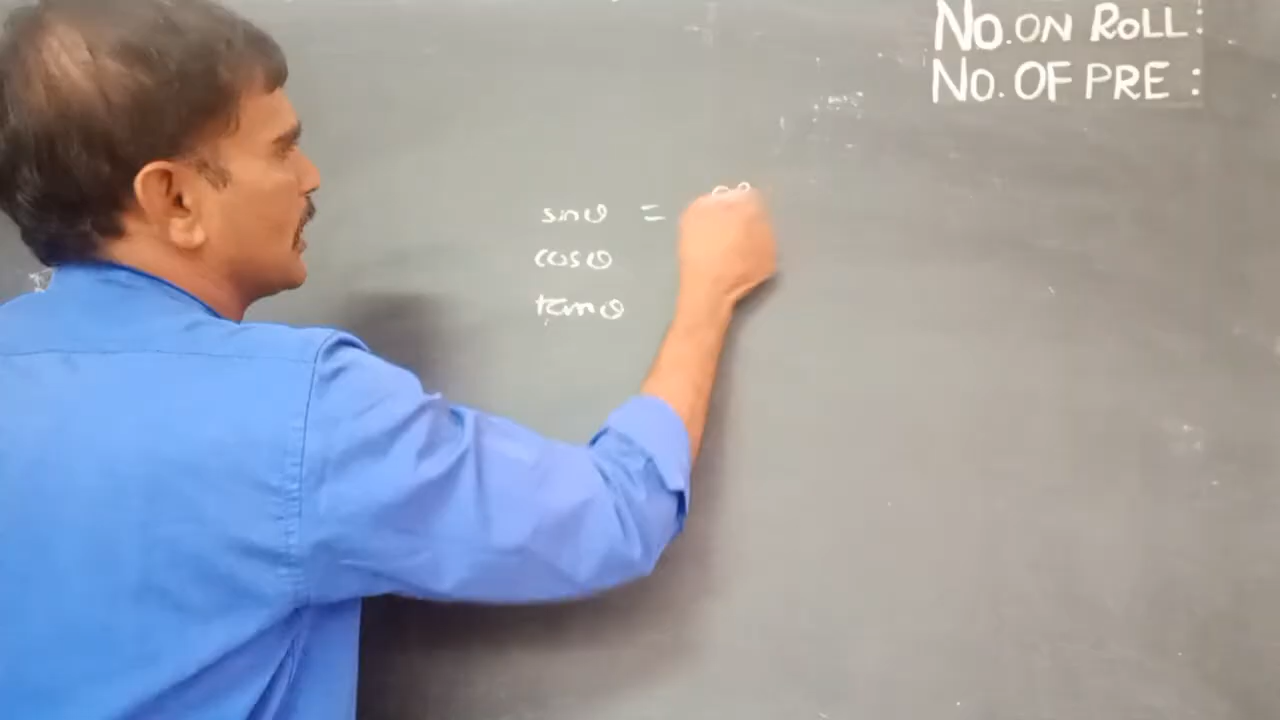 No. ON ROLL:
No. OF PRE :
sinθ =
cosθ
tanθ